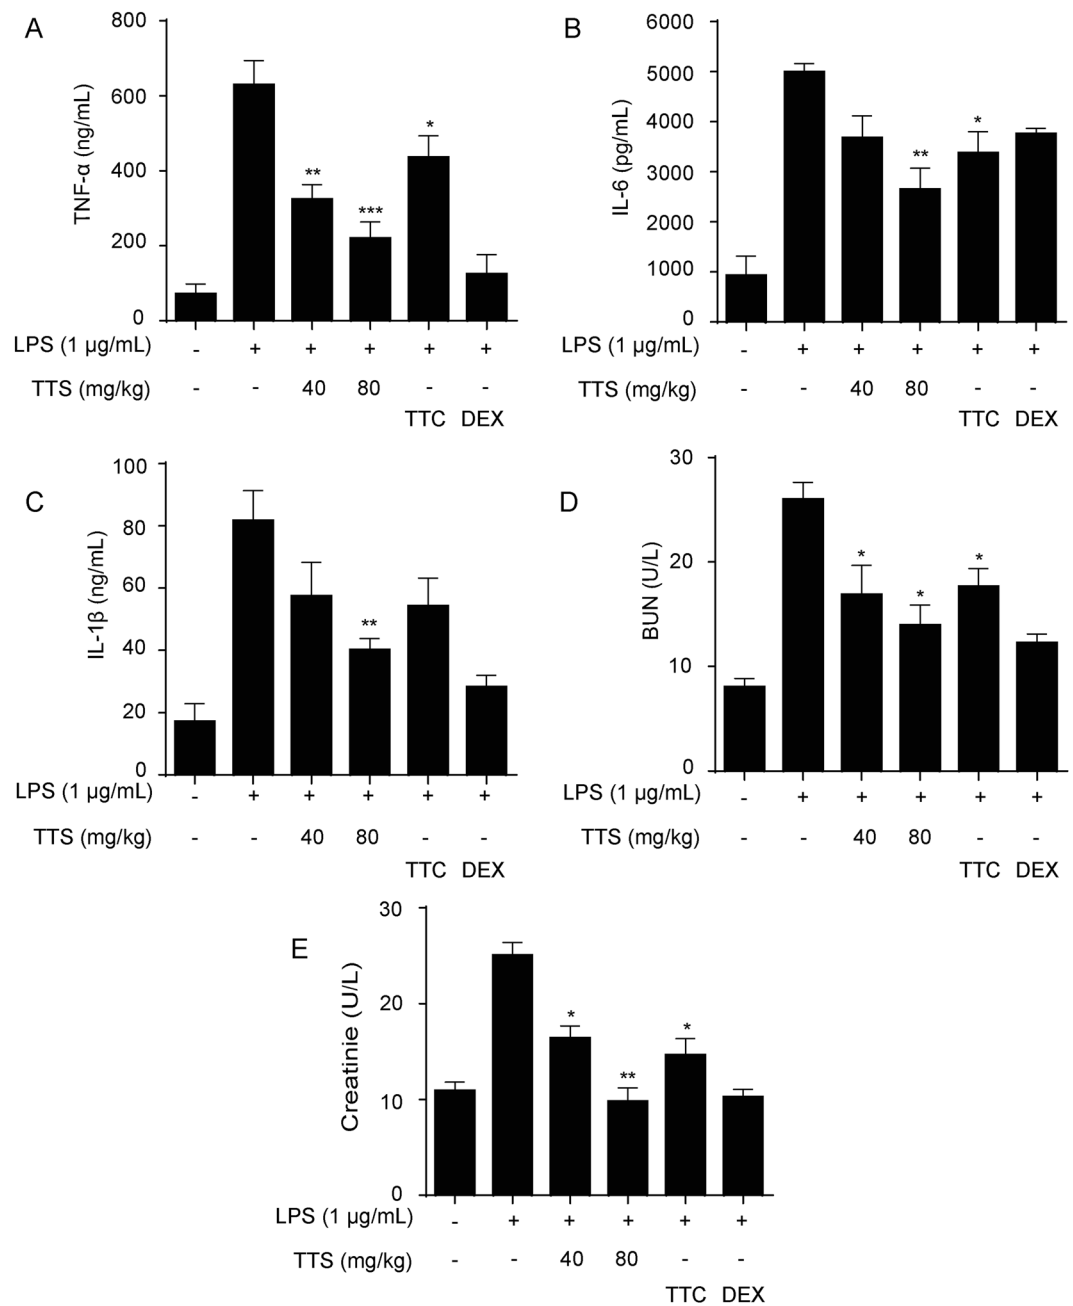 A
TNF-α (ng/mL)
800
600
400
200
0
** *** *
LPS (1 µg/mL) - + + + + +
TTS (mg/kg) - - 40 80 - -
TTC DEX
B
IL-6 (pg/mL)
6000
5000
4000
3000
2000
1000
0
** *
LPS (1 µg/mL) - + + + + +
TTS (mg/kg) - - 40 80 - -
TTC DEX
C
IL-1β (ng/mL)
100
80
60
40
20
0
**
LPS (1 µg/mL) - + + + + +
TTS (mg/kg) - - 40 80 - -
TTC DEX
D
BUN (U/L)
30
20
10
0
* * *
LPS (1 µg/mL) - + + + + +
TTS (mg/kg) - - 40 80 - -
TTC DEX
E
Creatinie (U/L)
30
20
10
0
* ** *
LPS (1 µg/mL) - + + + + +
TTS (mg/kg) - - 40 80 - -
TTC DEX